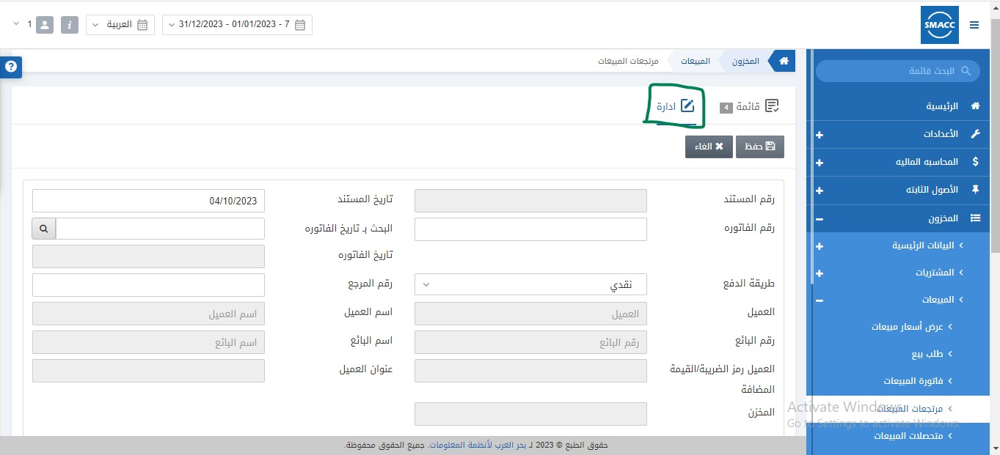 SMACC
7 - 01/01/2023 - 31/12/2023
العربية
i
1
البحث قائمة
الرئيسية
الأعدادات
المحاسبه الماليه
الأصول الثابته
المخزون
البيانات الرئيسية
المشتريات
المبيعات
عرض أسعار مبيعات
طلب بيع
فاتورة المبيعات
مرتجعات المبيعات
متحصلات المبيعات
المخزون
المبيعات
مرتجعات المبيعات
?
قائمة 4
ادارة
حفظ
الغاء
رقم المستند
تاريخ المستند
04/10/2023
رقم الفاتوره
البحث بـ تاريخ الفاتوره
تاريخ الفاتوره
طريقة الدفع
نقدي
رقم المرجع
العميل
العميل
اسم العميل
اسم العميل
رقم البائع
رقم البائع
اسم البائع
اسم البائع
العميل رمز الضريبة/القيمة
المضافة
عنوان العميل
المخزن
Activate Windows
Go to Settings to activate Windows.
حقوق الطبع © 2023 لـ بحر العرب لأنظمة المعلومات. جميع الحقوق محفوظة.